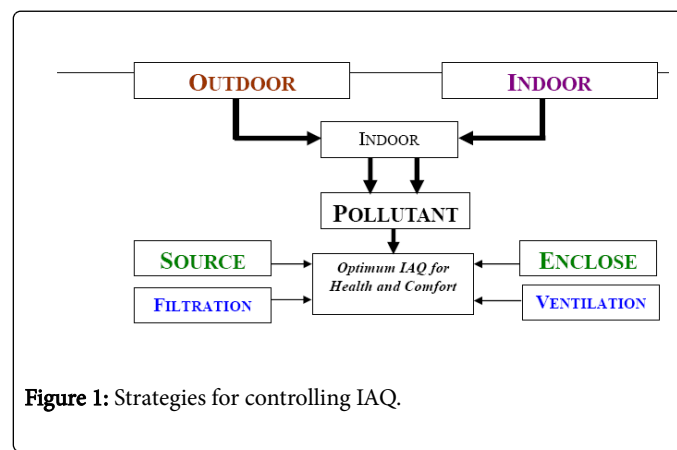 OUTDOOR
INDOOR
INDOOR
POLLUTANT
SOURCE
Optimum IAQ for
Health and Comfort
ENCLOSE
FILTRATION
VENTILATION
Figure 1: Strategies for controlling IAQ.